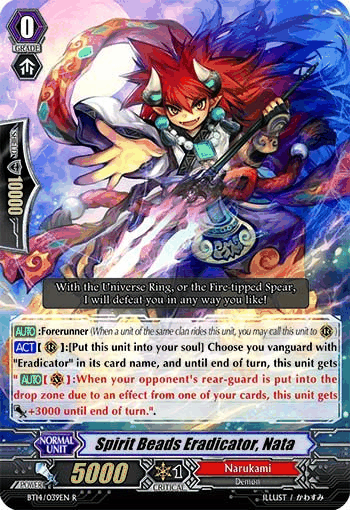 0
GRADE
SHIELD
10000
With the Universe Ring, or the Fire-tipped Spear,
I will defeat you in any way you like!
AUTO:Forerunner (When a unit of the same clan rides this unit, you may call this unit to (RC))
ACT[(RC)]:[Put this unit into your soul] Choose you vanguard with
"Eradicator" in its card name, and until end of turn, this unit gets
"AUTO[(VC)]:When your opponent's rear-guard is put into the
drop zone due to an effect from one of your cards, this unit gets
+3000 until end of turn.".
NORMAL
UNIT
Spirit Beads Eradicator, Nata
POWER
5000
1
CRITICAL
Narukami
Demon
BT14/039EN R
ILLUST / かわすみ